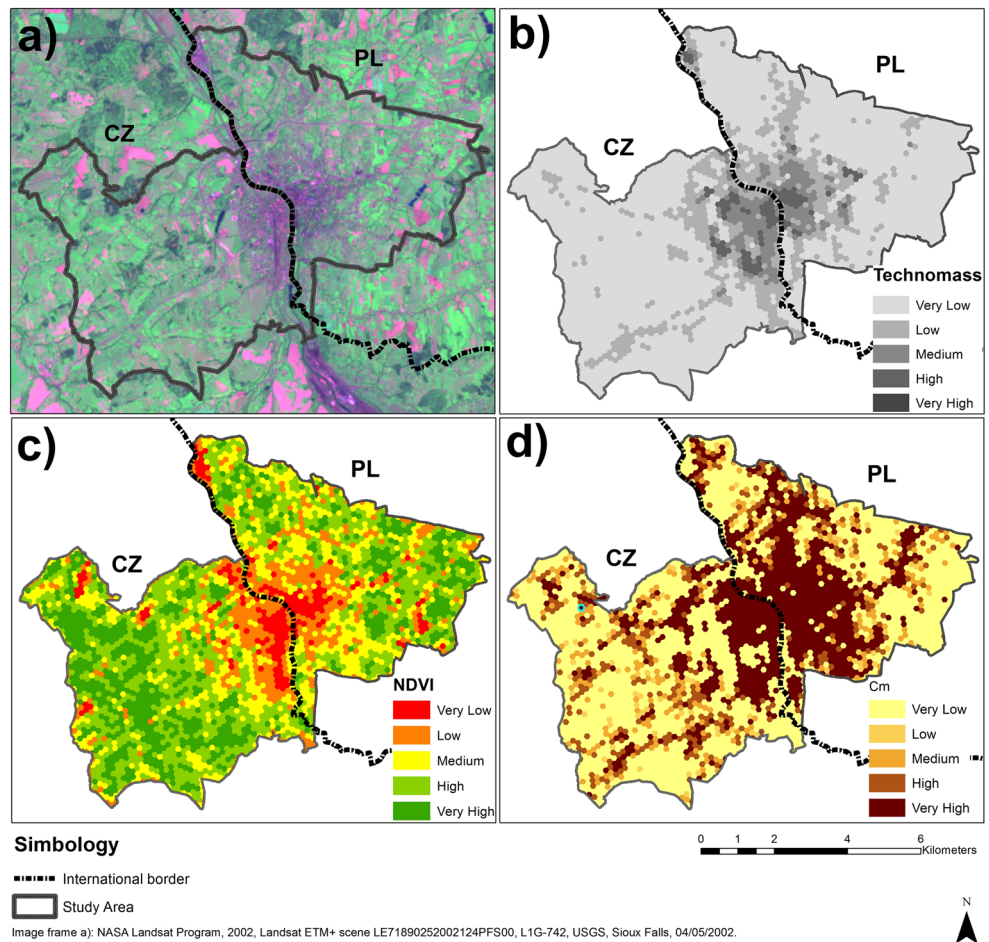 a)
PL
CZ
b)
PL
CZ
Technomass
Very Low
Low
Medium
High
Very High
c)
PL
CZ
NDVI
Very Low
Low
Medium
High
Very High
d)
PL
CZ
Cm
Very Low
Low
Medium
High
Very High
Simbology
International border
Study Area
0 1 2 4 6
Kilometers
N
Image frame a): NASA Landsat Program, 2002, Landsat ETM+ scene LE71890252002124PFS00, L1G-742, USGS, Sioux Falls, 04/05/2002.